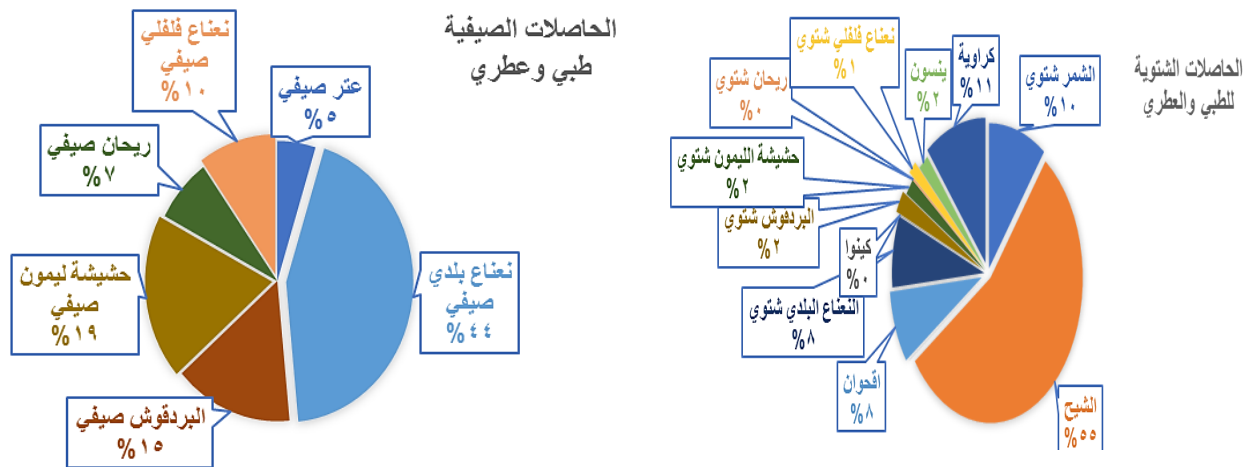 الحاصلات الشتوية
للطبي والعطري
الشمر شتوي
%١٠
كراوية
%١١
ينسون
%٢
نعناع فلفلي شتوي
%١
ريحان شتوي
%٠
حشيشة الليمون شتوي
%٢
البردقوش شتوي
%٢
كينوا
%٠
النعناع البلدي شتوي
%٨
اقحوان
%٨
الشيح
%٥٥
الحاصلات الصيفية
طبي وعطري
عتر صيفي
%٥
نعناع فلفلي
صيفي
%١٠
ريحان صيفي
%٧
حشيشة ليمون
صيفي
%١٩
البردقوش صيفي
%١٥
نعناع بلدي
صيفي
%٤٤